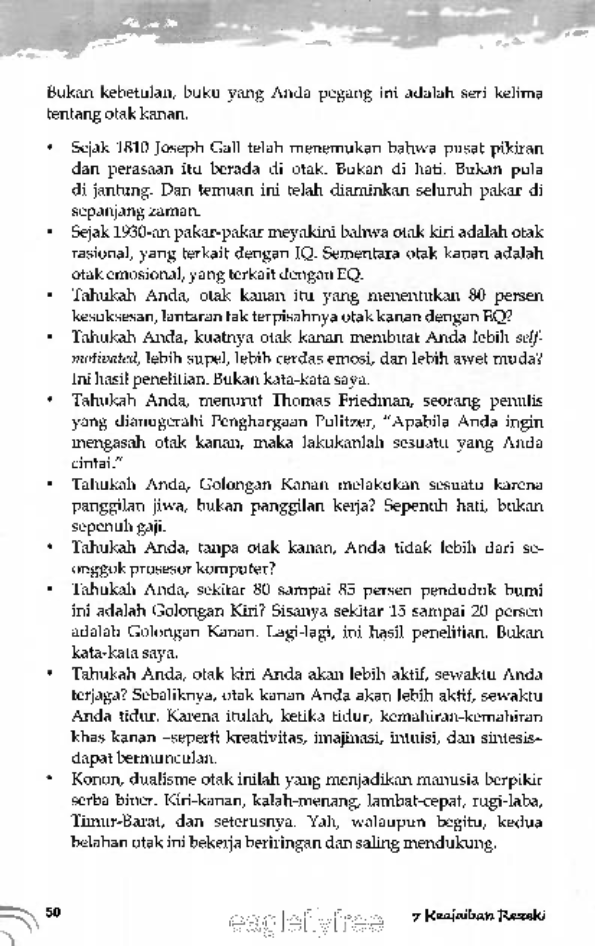 Bukan kebetulan, buku yang Anda pegang ini adalah seri kelima
tentang otak kanan.
• Sejak 1810 Joseph Gall telah menemukan bahwa pusat pikiran
dan perasaan itu berada di otak. Bukan di hati. Bukan pula
di jantung. Dan temuan ini telah diaminkan seluruh pakar di
sepanjang zaman.
• Sejak 1930-an pakar-pakar meyakini bahwa otak kiri adalah otak
rasional, yang terkait dengan IQ. Sementara otak kanan adalah
otak emosional, yang terkait dengan EQ.
• Tahukah Anda, otak kanan itu yang menentukan 80 persen
kesuksesan, lantaran tak terpisahnya otak kanan dengan EQ?
• Tahukah Anda, kuatnya otak kanan membuat Anda lebih self-
motivated, lebih supel, lebih cerdas emosi, dan lebih awet muda?
Ini hasil penelitian. Bukan kata-kata saya.
• Tahukah Anda, menurut Thomas Friedman, seorang penulis
yang dianugerahi Penghargaan Pulitzer, “Apabila Anda ingin
mengasah otak kanan, maka lakukanlah sesuatu yang Anda
cintai.”
• Tahukah Anda, Golongan Kanan melakukan sesuatu karena
panggilan jiwa, bukan panggilan kerja? Sepenuh hati, bukan
sepenuh gaji.
• Tahukah Anda, tanpa otak kanan, Anda tidak lebih dari se-
onggok prosesor komputer?
• Tahukah Anda, sekitar 80 sampai 85 persen penduduk bumi
ini adalah Golongan Kiri? Sisanya sekitar 15 sampai 20 persen
adalah Golongan Kanan. Lagi-lagi, ini hasil penelitian. Bukan
kata-kata saya.
• Tahukah Anda, otak kiri Anda akan lebih aktif, sewaktu Anda
terjaga? Sebaliknya, otak kanan Anda akan lebih aktif, sewaktu
Anda tidur. Karena itulah, ketika tidur, kemahiran-kemahiran
khas kanan –seperti kreativitas, imajinasi, intuisi, dan sintesis–
dapat bermunculan.
• Konon, dualisme otak inilah yang menjadikan manusia berpikir
serba biner. Kiri-kanan, kalah-menang, lambat-cepat, rugi-laba,
Timur-Barat, dan seterusnya. Yah, walaupun begitu, kedua
belahan otak ini bekerja beriringan dan saling mendukung.
50
eagleflyfree
7 Keajaiban Rezeki